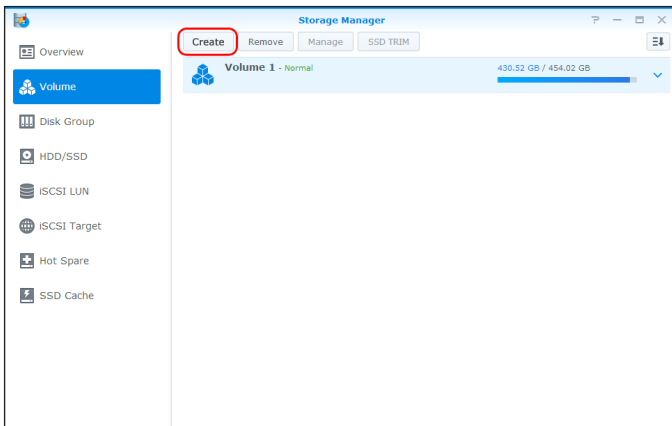 Storage Manager
Overview
Volume
Disk Group
HDD/SSD
iSCSI LUN
iSCSI Target
Hot Spare
SSD Cache
Create Remove Manage SSD TRIM
Volume 1 - Normal 430.52 GB / 454.02 GB